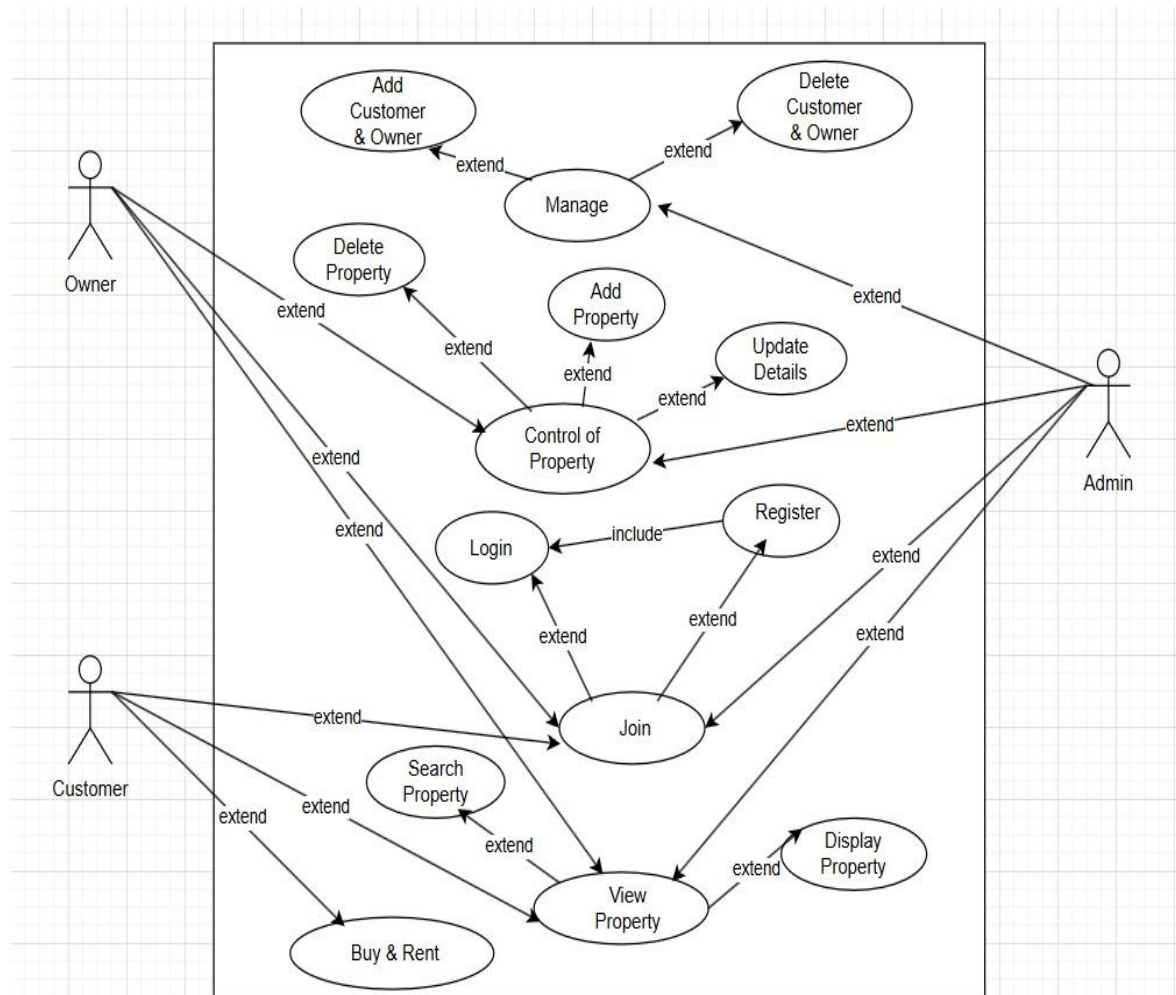 Add
Customer
& Owner
Delete
Customer
& Owner
extend
extend
Manage
Owner
Delete
Property
Add
Property
extend
extend
extend
extend
Update
Details
extend
Control of
Property
extend
Admin
extend
Login
include
Register
extend
extend
extend
extend
extend
Join
extend
Customer
Search
Property
extend
extend
extend
extend
Display
Property
View
Property
Buy & Rent